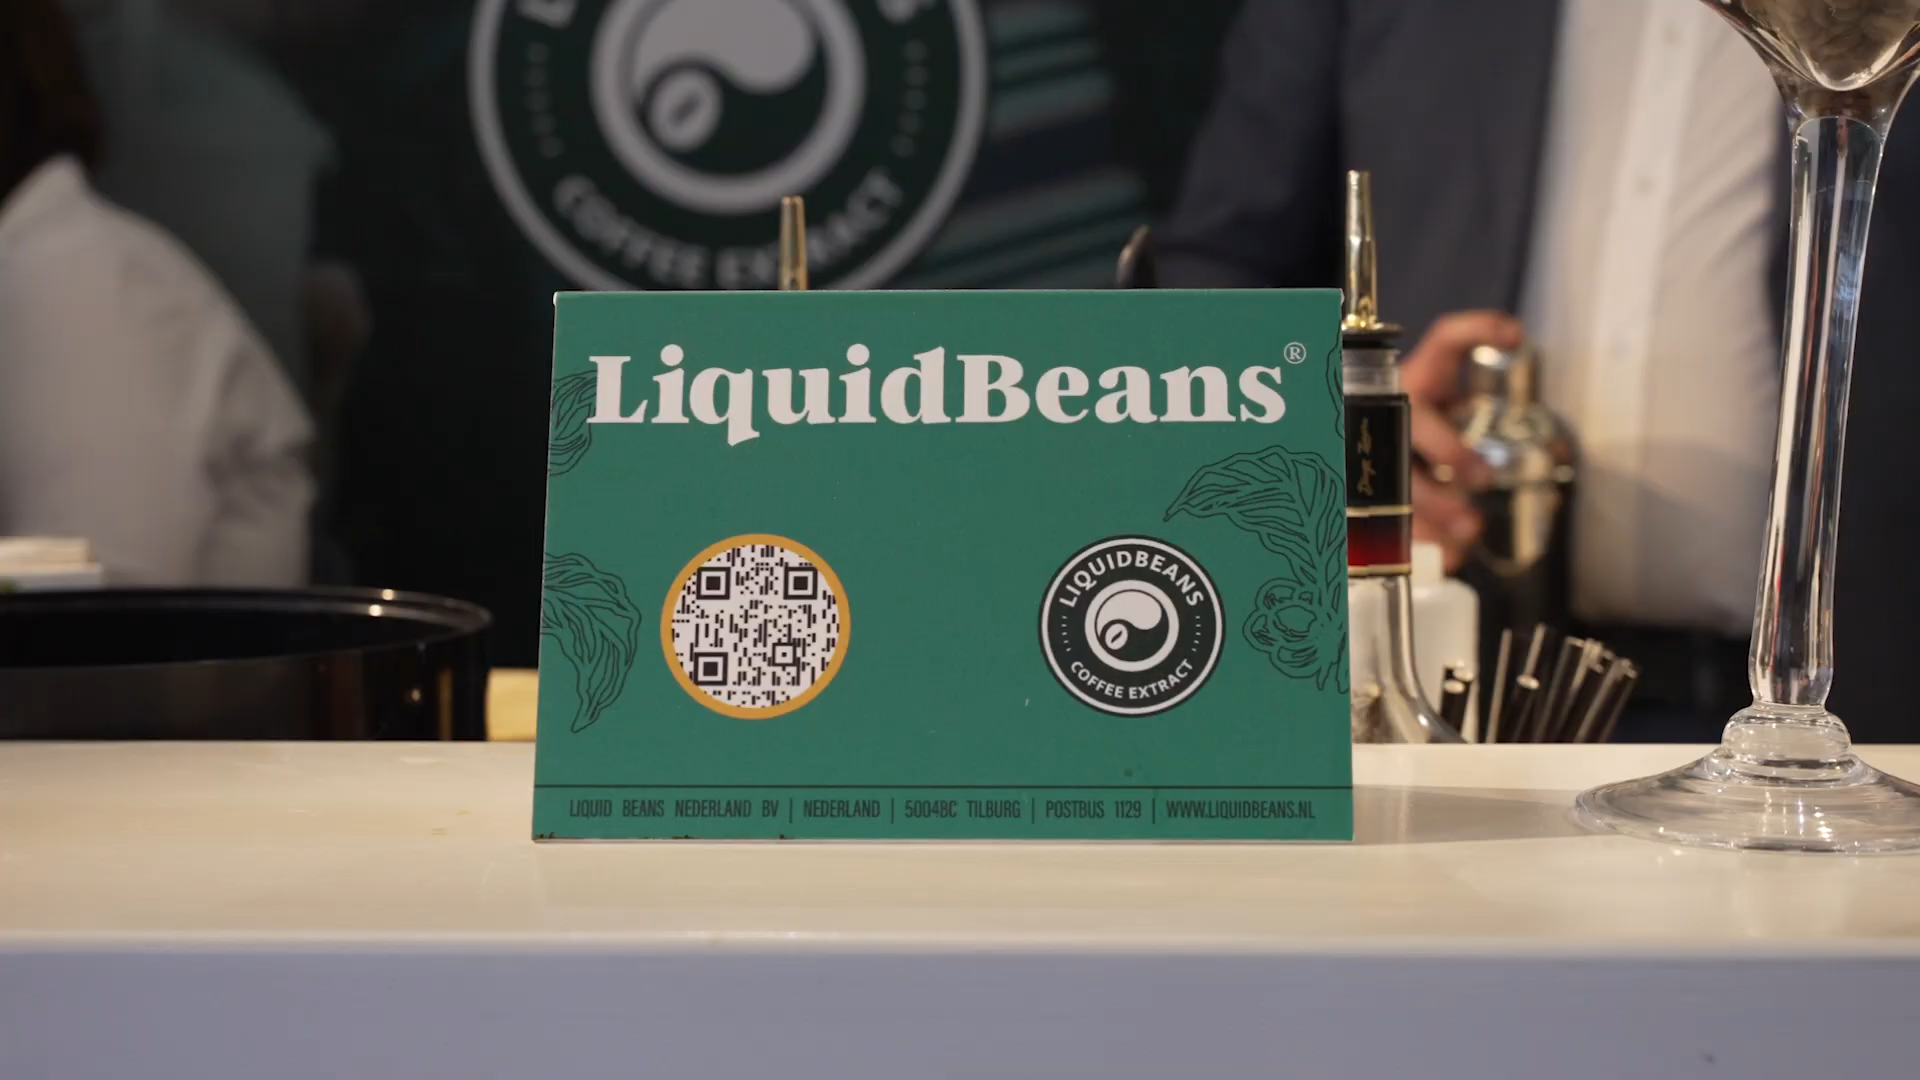 COFFEE EXTRACT
LiquidBeans®
LIQUIDBEANS
COFFEE EXTRACT
LIQUID BEANS NEDERLAND BV | NEDERLAND | 5004BC TILBURG | POSTBUS 1129 | WWW.LIQUIDBEANS.NL